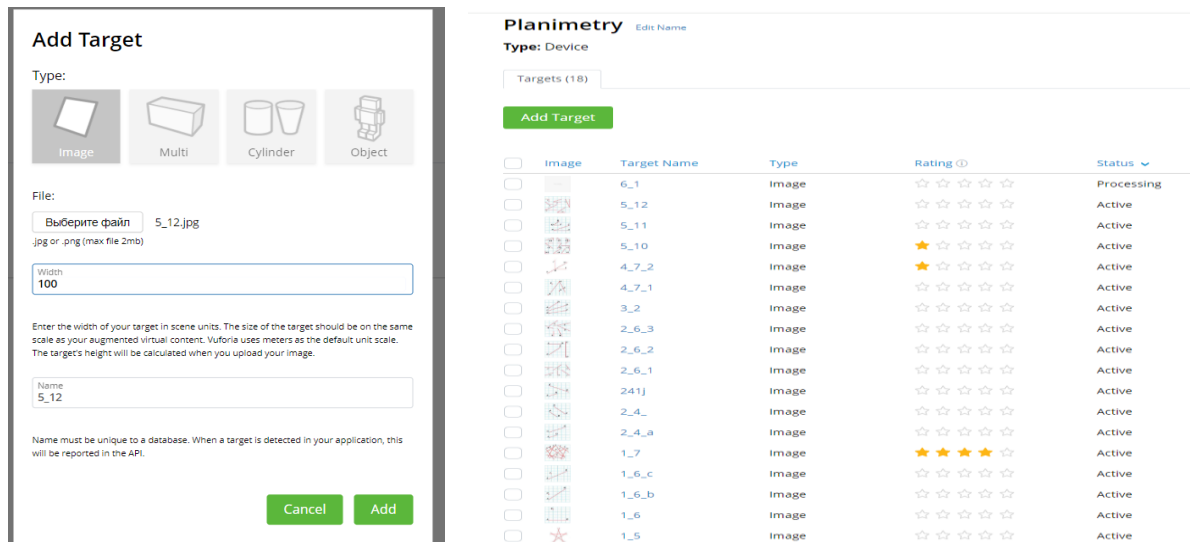 Add Target
Type:
Image Multi Cylinder Object
File:
Выберите файл 5_12.jpg
.jpg or .png (max file 2mb)
Width
100
Enter the width of your target in scene units. The size of the target should be on the same
scale as your augmented virtual content. Vuforia uses meters as the default unit scale.
The target's height will be calculated when you upload your image.
Name
5_12
Name must be unique to a database. When a target is detected in your application, this
will be reported in the API.
Cancel Add
Planimetry Edit Name
Type: Device
Targets (18)
Add Target
Image Target Name Type Rating Status
6_1 Image Processing
5_12 Image Active
5_11 Image Active
5_10 Image Active
4_7_2 Image Active
4_7_1 Image Active
3_2 Image Active
2_6_3 Image Active
2_6_2 Image Active
2_6_1 Image Active
241j Image Active
2_4_ Image Active
2_4_a Image Active
1_7 Image Active
1_6_c Image Active
1_6_b Image Active
1_6 Image Active
1_5 Image Active